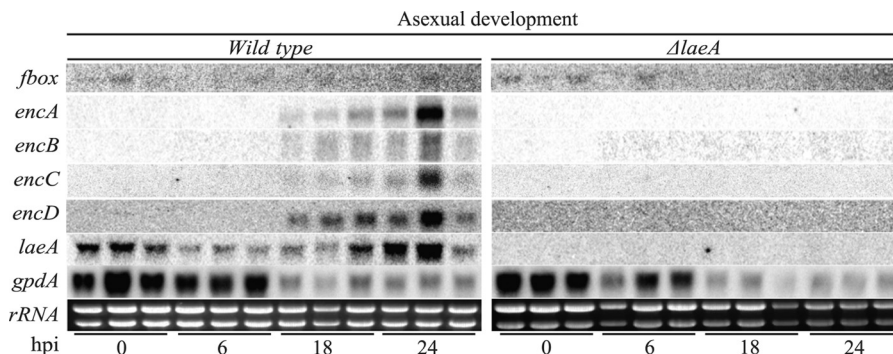 Asexual development
Wild type ΔlaeA
fbox
encA
encB
encC
encD
laeA
gpdA
rRNA
hpi 0 6 18 24 0 6 18 24